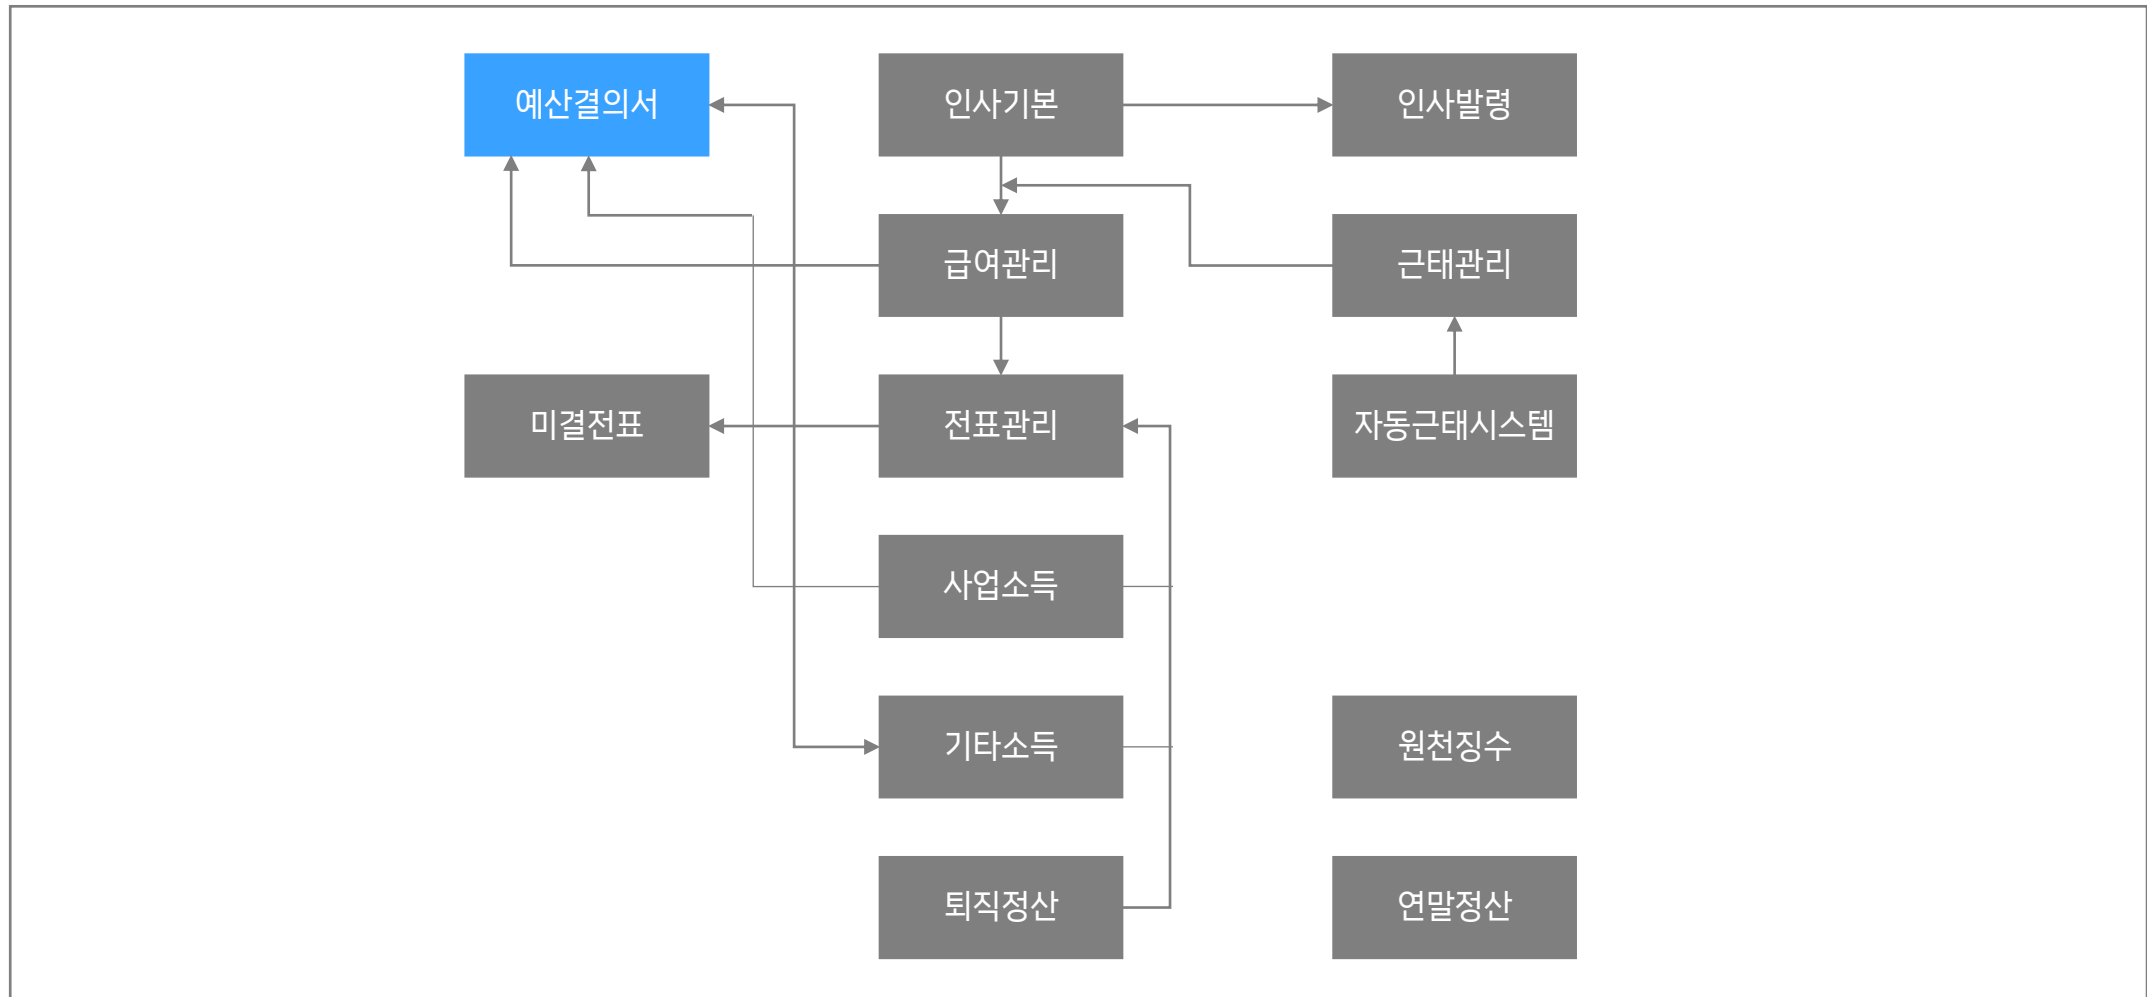 예산결의서
인사기본
인사발령
급여관리
근태관리
미결전표
전표관리
자동근태시스템
사업소득
기타소득
원천징수
퇴직정산
연말정산